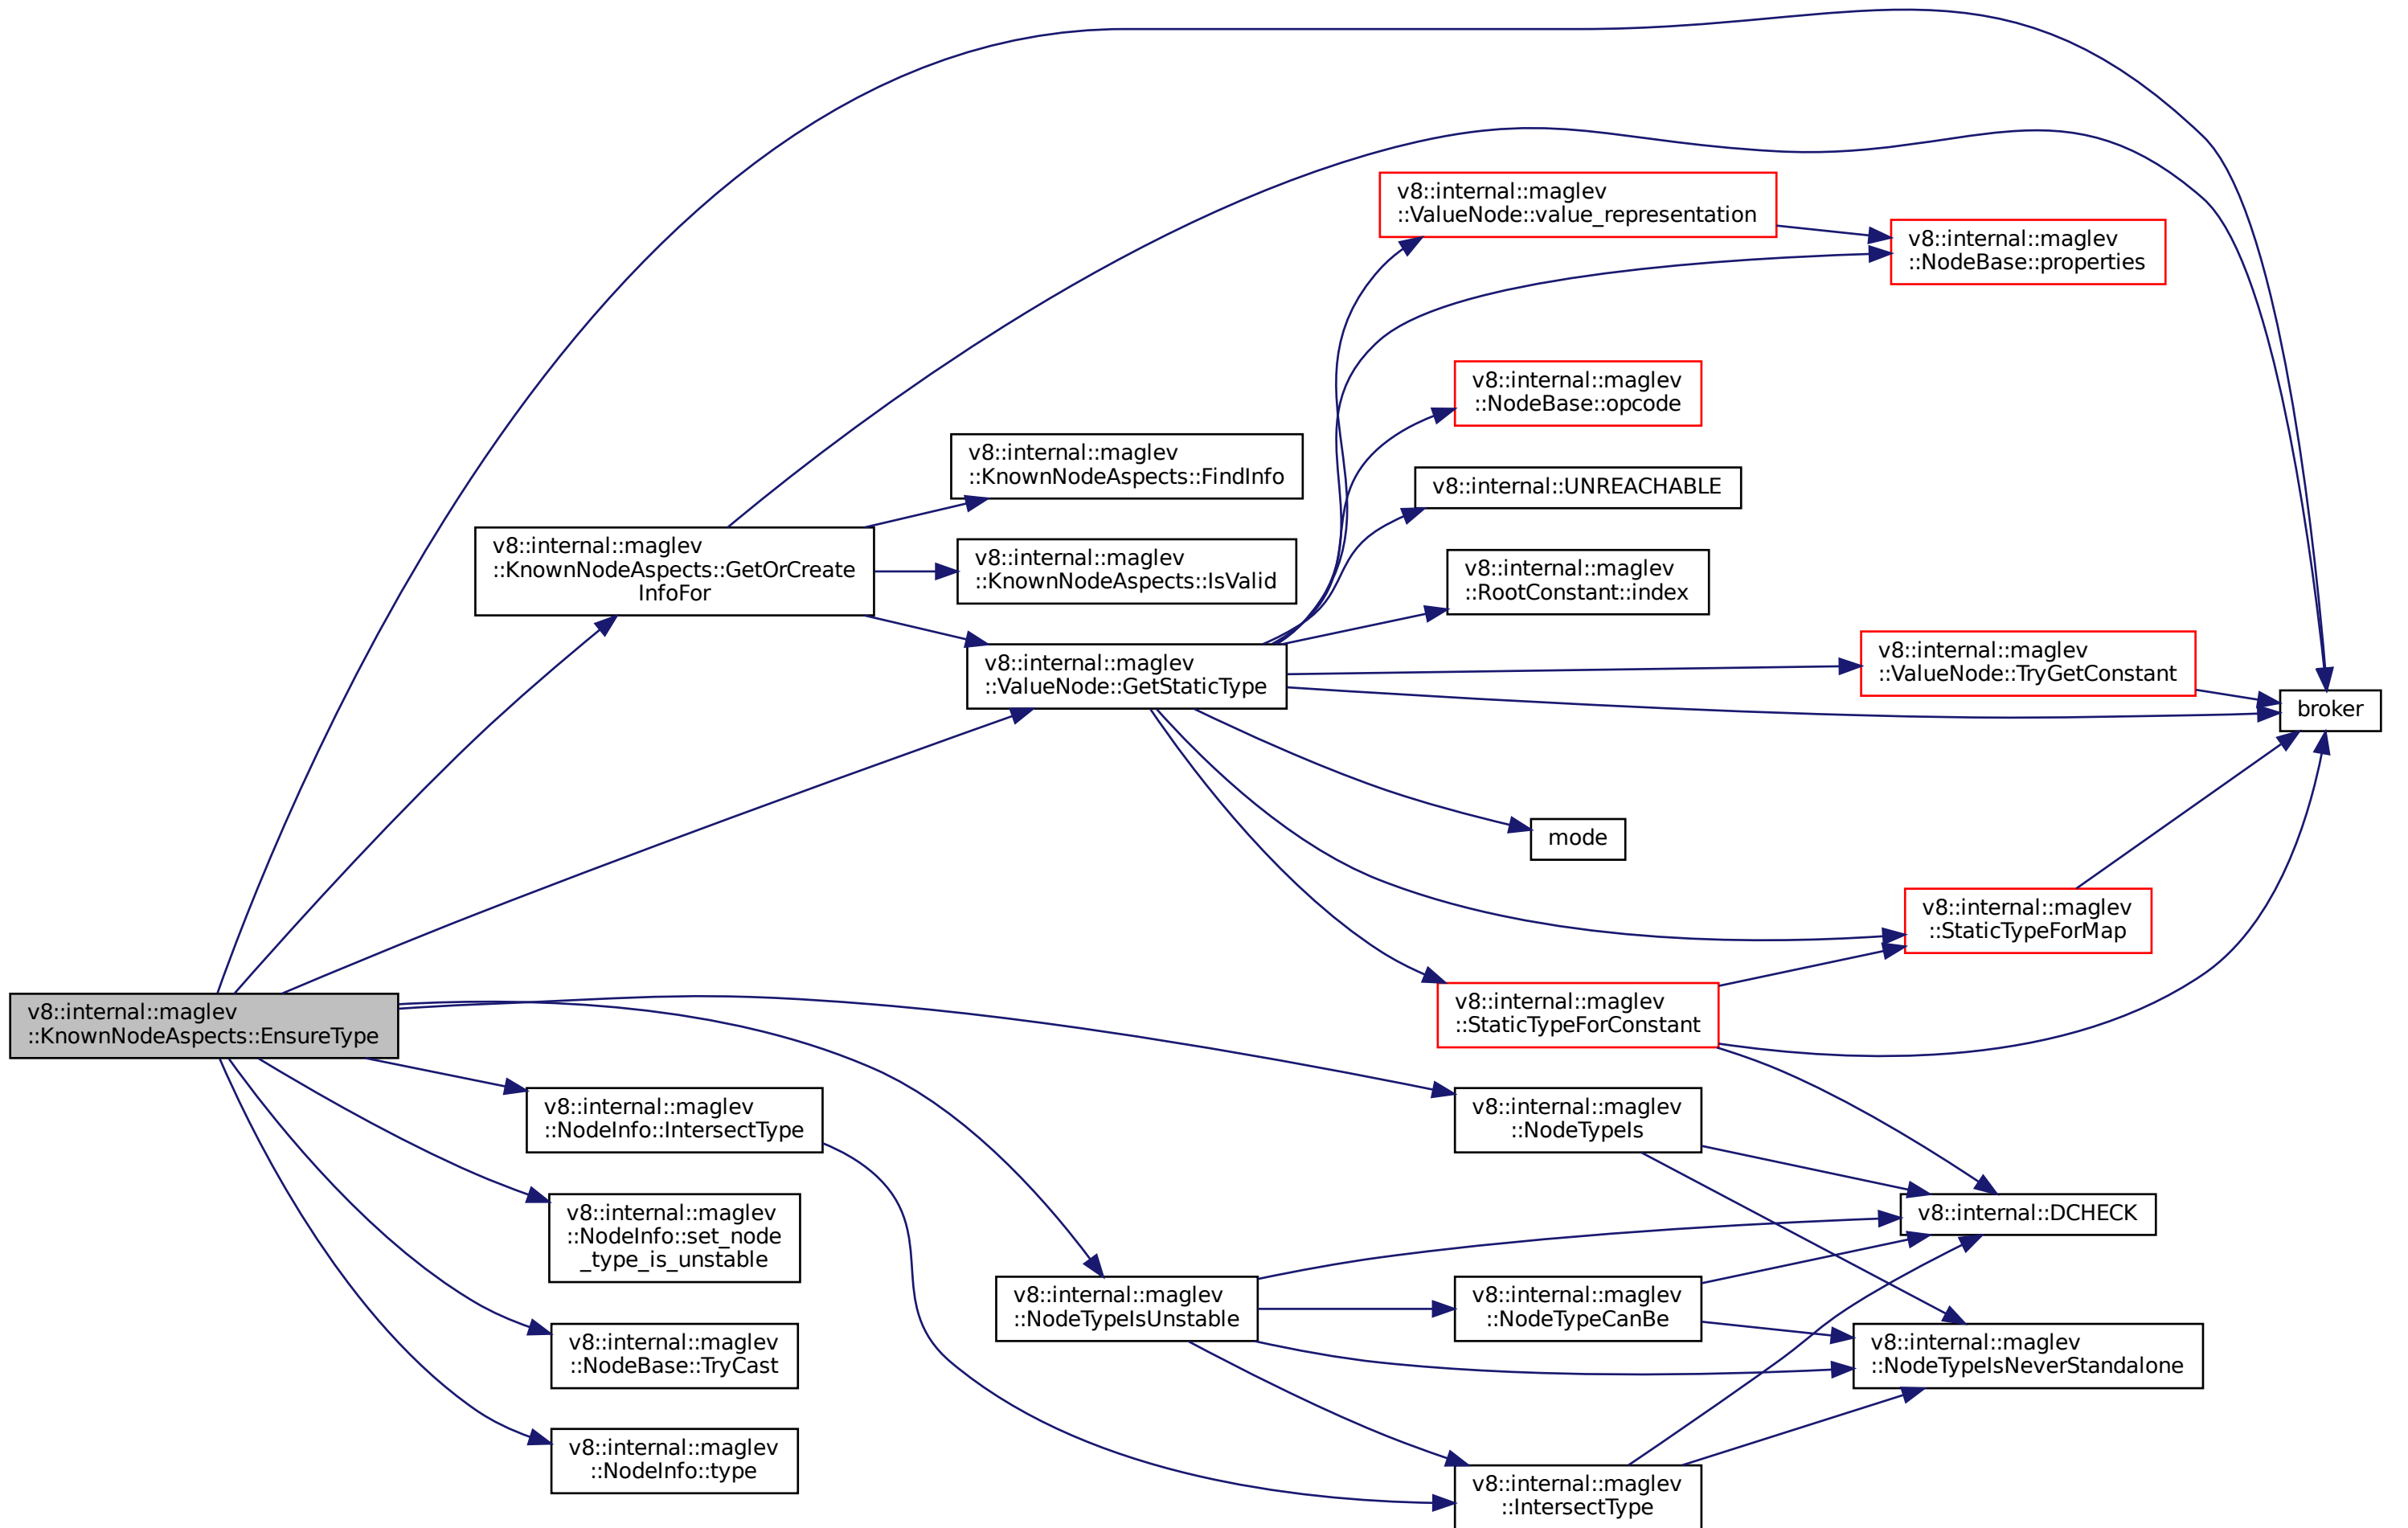 v8::internal::maglev
::ValueNode::value_representation
v8::internal::maglev
::NodeBase::properties
v8::internal::maglev
::NodeBase::opcode
v8::internal::maglev
::KnownNodeAspects::FindInfo
v8::internal::UNREACHABLE
v8::internal::maglev
::KnownNodeAspects::GetOrCreate
InfoFor
v8::internal::maglev
::KnownNodeAspects::IsValid
v8::internal::maglev
::RootConstant::index
v8::internal::maglev
::ValueNode::GetStaticType
v8::internal::maglev
::ValueNode::TryGetConstant
broker
mode
v8::internal::maglev
::StaticTypeForMap
v8::internal::maglev
::StaticTypeForConstant
v8::internal::maglev
::KnownNodeAspects::EnsureType
v8::internal::maglev
::NodeInfo::IntersectType
v8::internal::maglev
::NodeTypeIs
v8::internal::maglev
::NodeInfo::set_node
_type_is_unstable
v8::internal::DCHECK
v8::internal::maglev
::NodeTypeIsUnstable
v8::internal::maglev
::NodeTypeCanBe
v8::internal::maglev
::NodeBase::TryCast
v8::internal::maglev
::NodeTypeIsNeverStandalone
v8::internal::maglev
::NodeInfo::type
v8::internal::maglev
::IntersectType